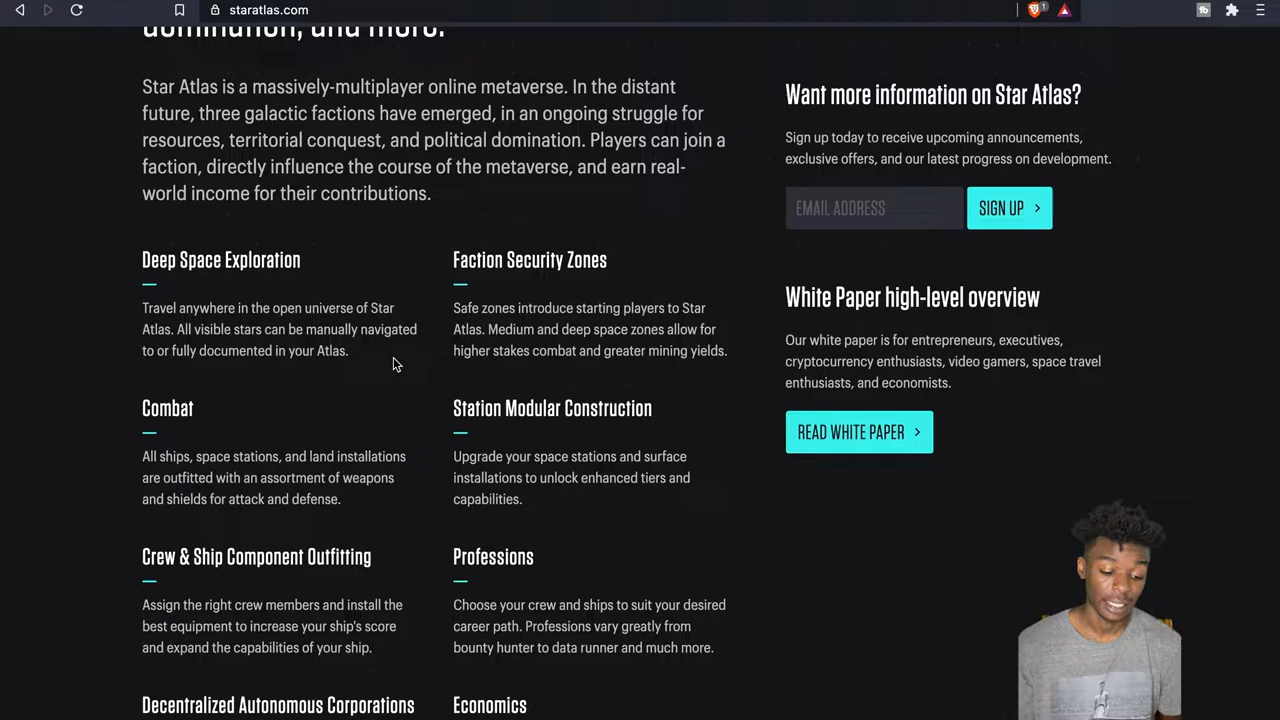 staratlas.com
1
domination, and more.
Star Atlas is a massively-multiplayer online metaverse. In the distant
future, three galactic factions have emerged, in an ongoing struggle for
resources, territorial conquest, and political domination. Players can join a
faction, directly influence the course of the metaverse, and earn real-
world income for their contributions.
Deep Space Exploration
Travel anywhere in the open universe of Star
Atlas. All visible stars can be manually navigated
to or fully documented in your Atlas.
Faction Security Zones
Safe zones introduce starting players to Star
Atlas. Medium and deep space zones allow for
higher stakes combat and greater mining yields.
Combat
All ships, space stations, and land installations
are outfitted with an assortment of weapons
and shields for attack and defense.
Station Modular Construction
Upgrade your space stations and surface
installations to unlock enhanced tiers and
capabilities.
Crew & Ship Component Outfitting
Assign the right crew members and install the
best equipment to increase your ship's score
and expand the capabilities of your ship.
Professions
Choose your crew and ships to suit your desired
career path. Professions vary greatly from
bounty hunter to data runner and much more.
Decentralized Autonomous Corporations
Economics
Want more information on Star Atlas?
Sign up today to receive upcoming announcements,
exclusive offers, and our latest progress on development.
EMAIL ADDRESS
SIGN UP
White Paper high-level overview
Our white paper is for entrepreneurs, executives,
cryptocurrency enthusiasts, video gamers, space travel
enthusiasts, and economists.
READ WHITE PAPER